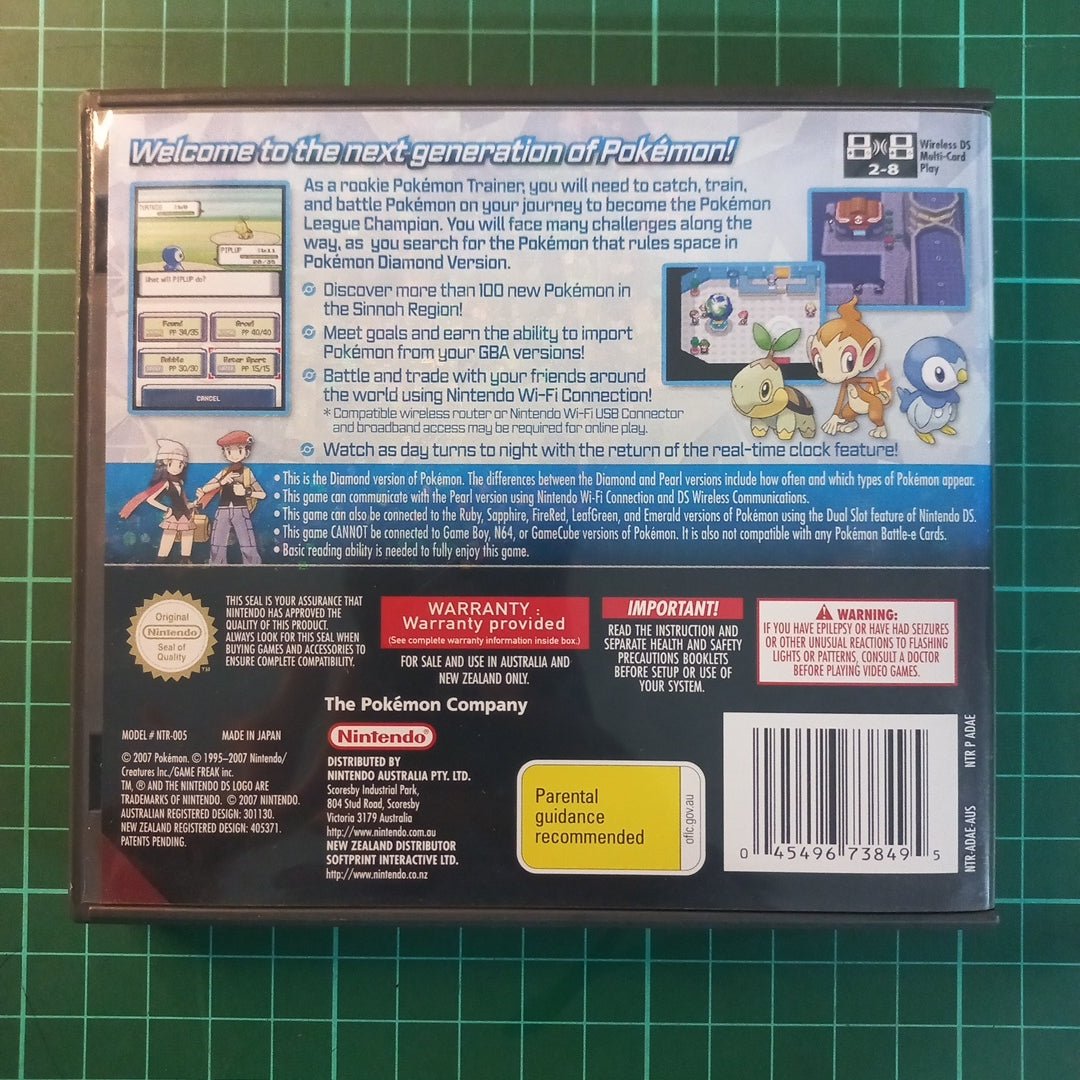 Welcome to the next generation of Pokémon!
Wireless DS
Multi-Card
Play
2-8
As a rookie Pokémon Trainer, you will need to catch, train,
and battle Pokémon on your journey to become the Pokémon
League Champion. You will face many challenges along the
way, as you search for the Pokémon that rules space in
Pokémon Diamond Version.
PIPLUP
What will PIPLUP do?
Pound
PP 34/35
Growl
PP 40/40
Bubble
PP 30/30
Water Sport
PP 15/15
CANCEL
Discover more than 100 new Pokémon in
the Sinnoh Region!
Meet goals and earn the ability to import
Pokémon from your GBA versions!
Battle and trade with your friends around
the world using Nintendo Wi-Fi Connection!
* Compatible wireless router or Nintendo Wi-Fi USB Connector
and broadband access may be required for online play.
Watch as day turns to night with the return of the real-time clock feature!
• This is the Diamond version of Pokémon. The differences between the Diamond and Pearl versions include how often and which types of Pokémon appear.
• This game can communicate with the Pearl version using Nintendo Wi-Fi Connection and DS Wireless Communications.
• This game can also be connected to the Ruby, Sapphire, FireRed, LeafGreen, and Emerald versions of Pokémon using the Dual Slot feature of Nintendo DS.
• This game CANNOT be connected to Game Boy, N64, or GameCube versions of Pokémon. It is also not compatible with any Pokémon Battle-e Cards.
• Basic reading ability is needed to fully enjoy this game.
Original
Nintendo
Seal of
Quality
TM
THIS SEAL IS YOUR ASSURANCE THAT
NINTENDO HAS APPROVED THE
QUALITY OF THIS PRODUCT.
ALWAYS LOOK FOR THIS SEAL WHEN
BUYING GAMES AND ACCESSORIES TO
ENSURE COMPLETE COMPATIBILITY.
WARRANTY :
Warranty provided
(See complete warranty information inside box.)
FOR SALE AND USE IN AUSTRALIA AND
NEW ZEALAND ONLY.
IMPORTANT!
READ THE INSTRUCTION AND
SEPARATE HEALTH AND SAFETY
PRECAUTIONS BOOKLETS
BEFORE SETUP OR USE OF
YOUR SYSTEM.
WARNING:
IF YOU HAVE EPILEPSY OR HAVE HAD SEIZURES
OR OTHER UNUSUAL REACTIONS TO FLASHING
LIGHTS OR PATTERNS, CONSULT A DOCTOR
BEFORE PLAYING VIDEO GAMES.
The Pokémon Company
MODEL # NTR-005 MADE IN JAPAN
© 2007 Pokémon. © 1995–2007 Nintendo/
Creatures Inc./GAME FREAK inc.
TM, ® AND THE NINTENDO DS LOGO ARE
TRADEMARKS OF NINTENDO. © 2007 NINTENDO.
AUSTRALIAN REGISTERED DESIGN: 301130.
NEW ZEALAND REGISTERED DESIGN: 405371.
PATENTS PENDING.
Nintendo®
DISTRIBUTED BY
NINTENDO AUSTRALIA PTY. LTD.
Scoresby Industrial Park,
804 Stud Road, Scoresby
Victoria 3179 Australia
http://www.nintendo.com.au
NEW ZEALAND DISTRIBUTOR
SOFTPRINT INTERACTIVE LTD.
http://www.nintendo.co.nz
Parental
guidance
recommended
oflc.gov.au
0 45496 73849 5
NTR-ADAE-AUS
NTR P ADAE